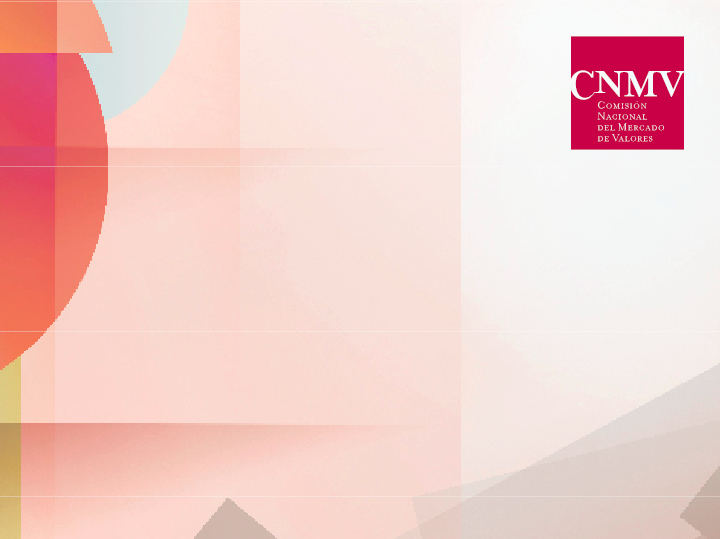 CNMV
COMISIÓN
NACIONAL
DEL MERCADO
DE VALORES